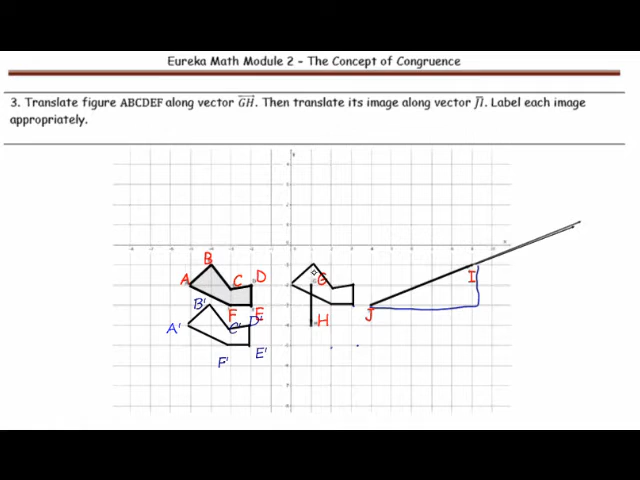 Eureka Math Module 2 - The Concept of Congruence
3. Translate figure ABCDEF along vector GH. Then translate its image along vector JI. Label each image
appropriately.
B
A
C
D
G
I
B'
F
E
J
A'
C'
D'
H
F'
E'